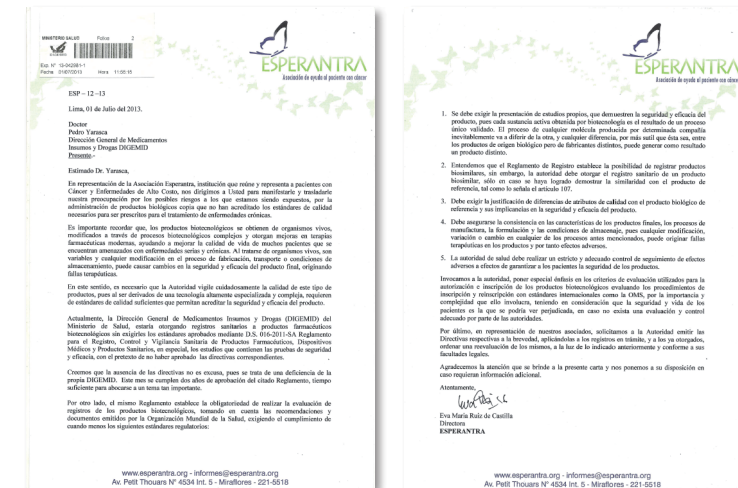 MINISTERIO SALUD Folios: 2
Exp. N° 13-042961-1
Fecha 01/07/2013 Hora 11:55:15
ESPERANTRA
Asociación de ayuda al paciente con cáncer
ESP – 12 –13
Lima, 01 de Julio del 2013.
Doctor
Pedro Yarasca
Dirección General de Medicamentos
Insumos y Drogas DIGEMID
Presente.-
Estimado Dr. Yarasca,
En representación de la Asociación Esperantra, institución que reúne y representa a pacientes con
Cáncer y Enfermedades de Alto Costo, nos dirigimos a Usted para manifestarle y trasladarle
nuestra preocupación por los posibles riesgos a los que estamos siendo expuestos, por la
administración de productos biológicos copia que no han acreditado los estándares de calidad
necesarios para ser prescritos para el tratamiento de enfermedades crónicas.
Es importante recordar que, los productos biológicos se obtienen de organismos vivos,
modificados a través de procesos biotecnológicos complejos y otorgan mejoras en terapias
farmacéuticas modernas, ayudando a mejorar la calidad de vida de muchos pacientes que se
encuentran amenazados con enfermedades serias y crónicas. Al tratarse de organismos vivos, son
variables y cualquier modificación en el proceso de fabricación, transporte o condiciones de
almacenamiento, puede causar cambios en la seguridad y eficacia del producto final, originando
fallas terapéuticas.
En este sentido, es necesario que la Autoridad vigile cuidadosamente la calidad de este tipo de
productos, pues al ser derivados de una tecnología altamente especializada y compleja, requieren
de estándares de calidad suficientes que permitan acreditar la seguridad y eficacia del producto.
Actualmente, la Dirección General de Medicamentos Insumos y Drogas (DIGEMID) del
Ministerio de Salud, estaría otorgando registros sanitarios a productos farmacéuticos
biotecnológicos sin exigirles los estándares aprobados mediante D.S. 016-2011-SA Reglamento
para el Registro, Control y Vigilancia Sanitaria de Productos Farmacéuticos, Dispositivos
Médicos y Productos Sanitarios, en especial, los estudios que contienen las pruebas de seguridad
y eficacia, con el pretexto de no haber aprobado las directivas correspondientes.
Creemos que la ausencia de las directivas no es excusa, pues se trata de una deficiencia de la
propia DIGEMID. Este mes se cumplen dos años de aprobación del citado Reglamento, tiempo
suficiente para abocarse a un tema tan importante.
Por otro lado, el mismo Reglamento establece la obligatoriedad de realizar la evaluación de
registros de los productos biotecnológicos, tomando en cuenta las recomendaciones y
documentos emitidos por la Organización Mundial de la Salud, exigiendo el cumplimiento de
cuando menos los siguientes estándares regulatorios:
www.esperantra.org - informes@esperantra.org
Av. Petit Thouars N° 4534 Int. 5 - Miraflores - 221-5518
ESPERANTRA
Asociación de ayuda al paciente con cáncer
1. Se debe exigir la presentación de estudios propios, que demuestren la seguridad y eficacia del
producto, pues cada sustancia activa obtenida por biotecnología es el resultado de un proceso
único validado. El proceso de cualquier molécula producida por determinada compañía
inevitablemente va a diferir de la otra, y cualquier diferencia, por más sutil que ésta sea, entre
los productos de origen biológico pero de fabricantes distintos, puede generar como resultado
un producto distinto.
2. Entendemos que el Reglamento de Registro establece la posibilidad de registrar productos
biosimilares, sin embargo, la autoridad debe otorgar el registro sanitario de un producto
biosimilar, sólo en caso se haya logrado demostrar la similaridad con el producto de
referencia, tal como lo señala el artículo 107.
3. Debe exigir la justificación de diferencias de atributos de calidad con el producto biológico de
referencia y sus implicancias en la seguridad y eficacia del producto.
4. Debe asegurarse la consistencia en las características de los productos finales, los procesos de
manufactura, la formulación y las condiciones de almacenaje, pues cualquier modificación,
variación o cambio en cualquier de los procesos antes mencionados, puede originar fallas
terapéuticas en los productos y por tanto efectos adversos.
5. La autoridad de salud debe realizar un estricto y adecuado control de seguimiento de efectos
adversos a efectos de garantizar a los pacientes la seguridad de los productos.
Invocamos a la autoridad, poner especial énfasis en los criterios de evaluación utilizados para la
autorización e inscripción de los productos biotecnológicos evaluando los procedimientos de
inscripción y reinscripción con estándares internacionales como la OMS, por la importancia y
complejidad que ello involucra, teniendo en consideración que la seguridad y vida de los
pacientes es la que se podría ver perjudicada, en caso no exista una evaluación y control
adecuado por parte de las autoridades.
Por último, en representación de nuestros asociados, solicitamos a la Autoridad emitir las
Directivas respectivas a la brevedad, aplicándolas a los registros en trámite, y a los ya otorgados,
ordenar una reevaluación de los mismos, a la luz de lo indicado anteriormente y conforme a sus
facultades legales.
Agradecemos la atención que se brinde a la presente carta y nos ponemos a su disposición en
caso requieran información adicional.
Atentamente,
Eva María Ruiz de Castilla
Directora
ESPERANTRA
www.esperantra.org - informes@esperantra.org
Av. Petit Thouars N° 4534 Int. 5 - Miraflores - 221-5518